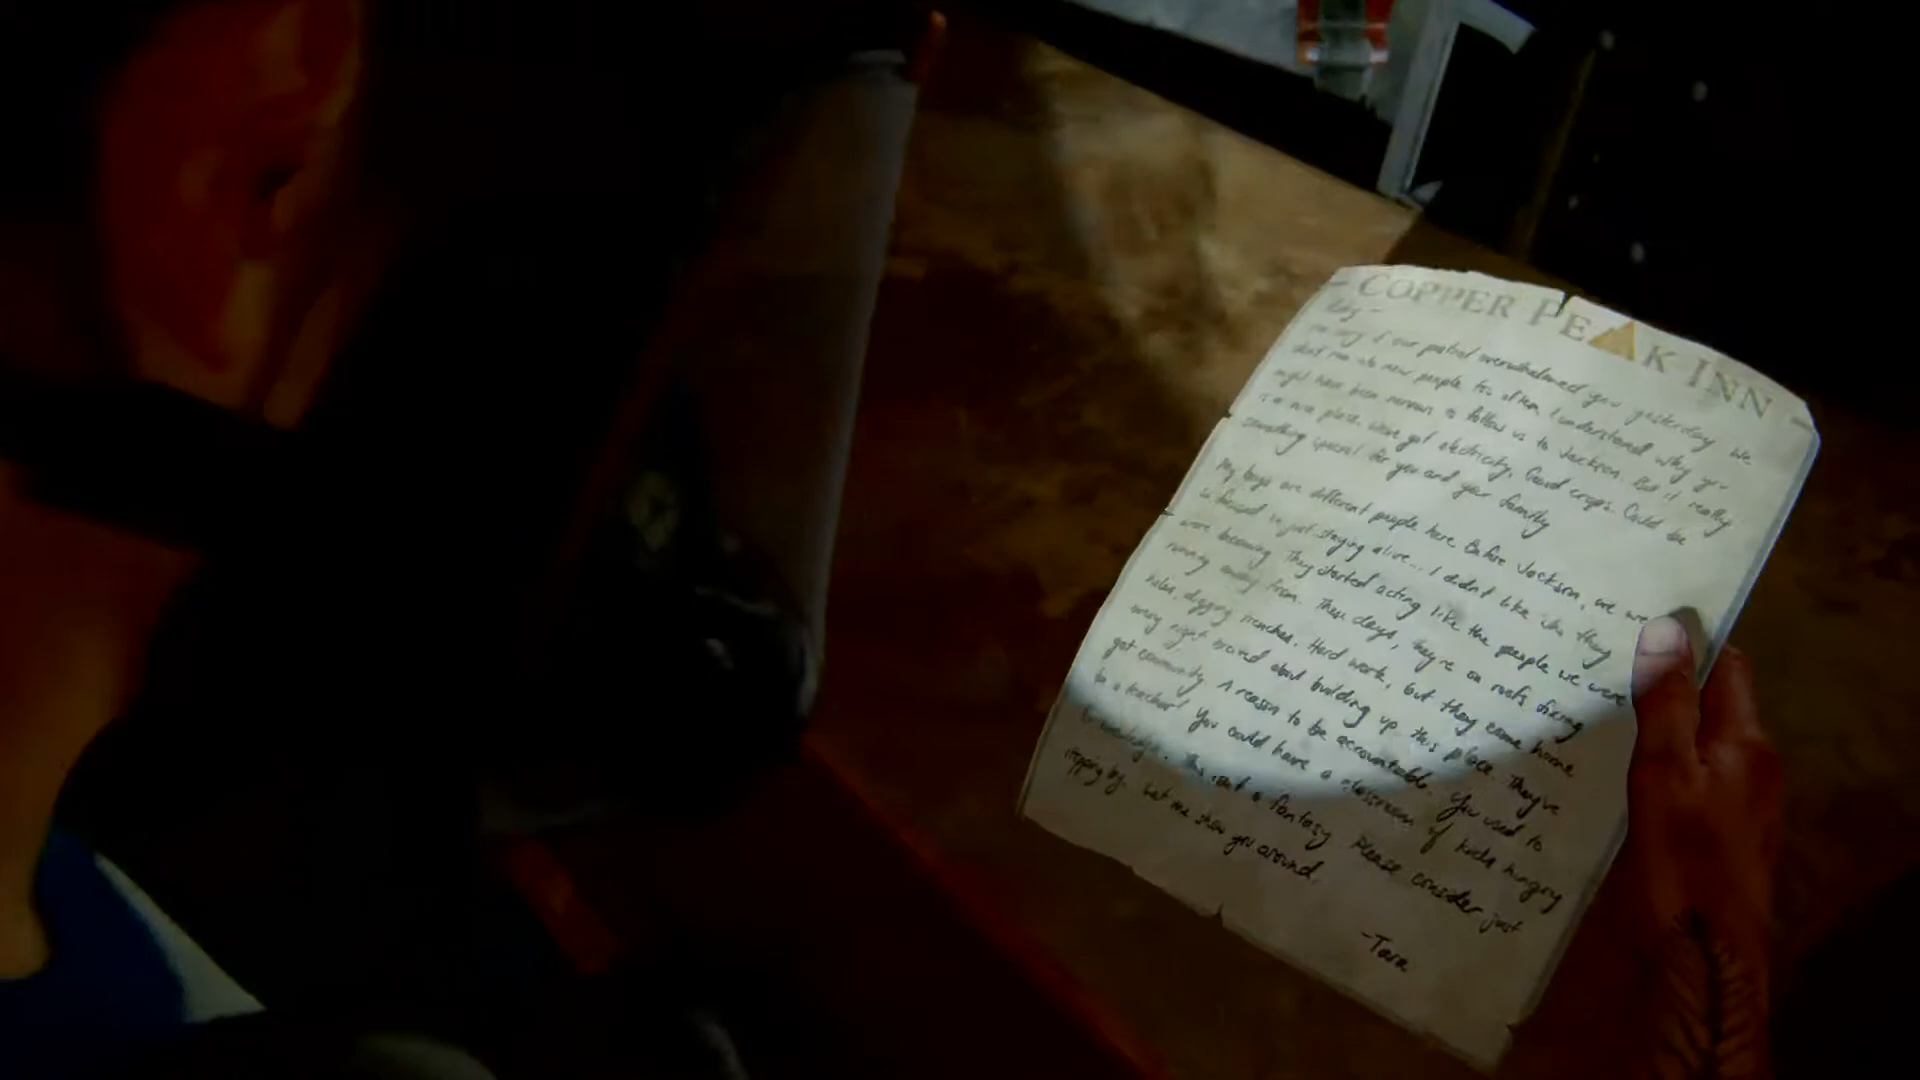 COPPER PEAK INN
I'm sorry if our patrol overwhelmed you yesterday. We
don't run into new people too often. I understand why you
might have been nervous to follow us to Jackson. But it really
is a nice place. We've got electricity. Good crops. Could be
something special for you and your family.
My boys are different people here. Before Jackson, we were
so focused on just staying alive... I didn't like who they
were becoming. They started acting like the people we were
running away from. These days, they're on roofs fixing
holes, digging trenches. Hard work, but they come home
every night excited about building up this place. They've
got community. A reason to be accountable. You used to
be a teacher! You could have a classroom of kids hungry
This isn't a fantasy. Please consider just
stopping by. Let me show you around.
-Tara